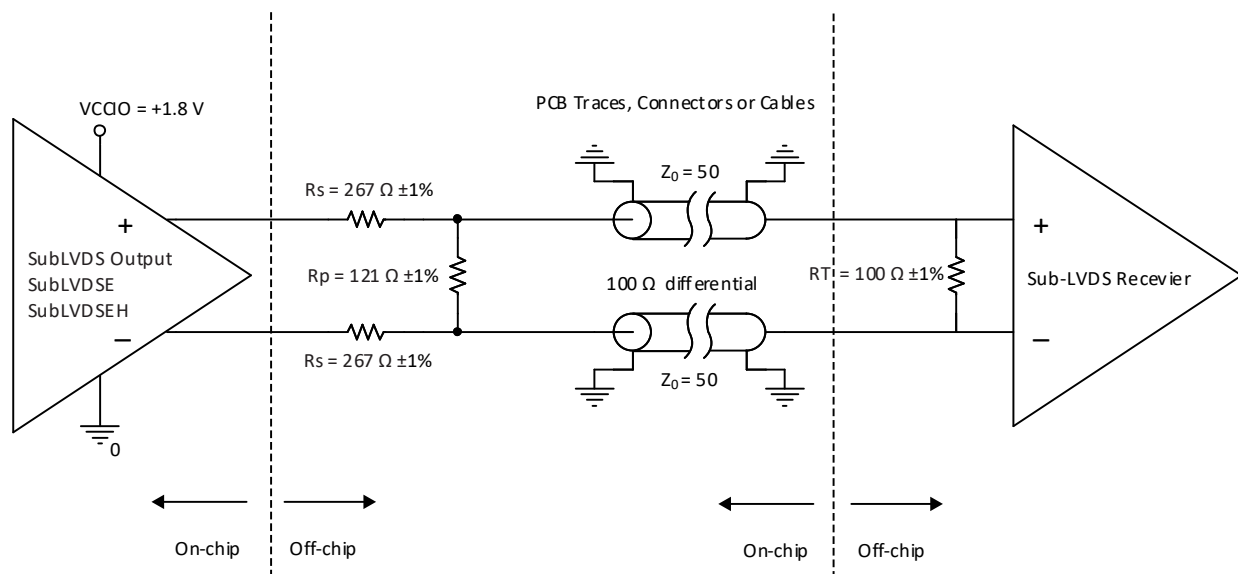 VCCIO = +1.8 V
PCB Traces, Connectors or Cables
Rs = 267 Ω ±1%
Z0 = 50
+
+
SubLVDS Output
SubLVDSE
SubLVDSEH
Rp = 121 Ω ±1%
100 Ω differential
RT = 100 Ω ±1%
Sub-LVDS Recevier
−
−
Rs = 267 Ω ±1%
Z0 = 50
0
On-chip
Off-chip
On-chip
Off-chip